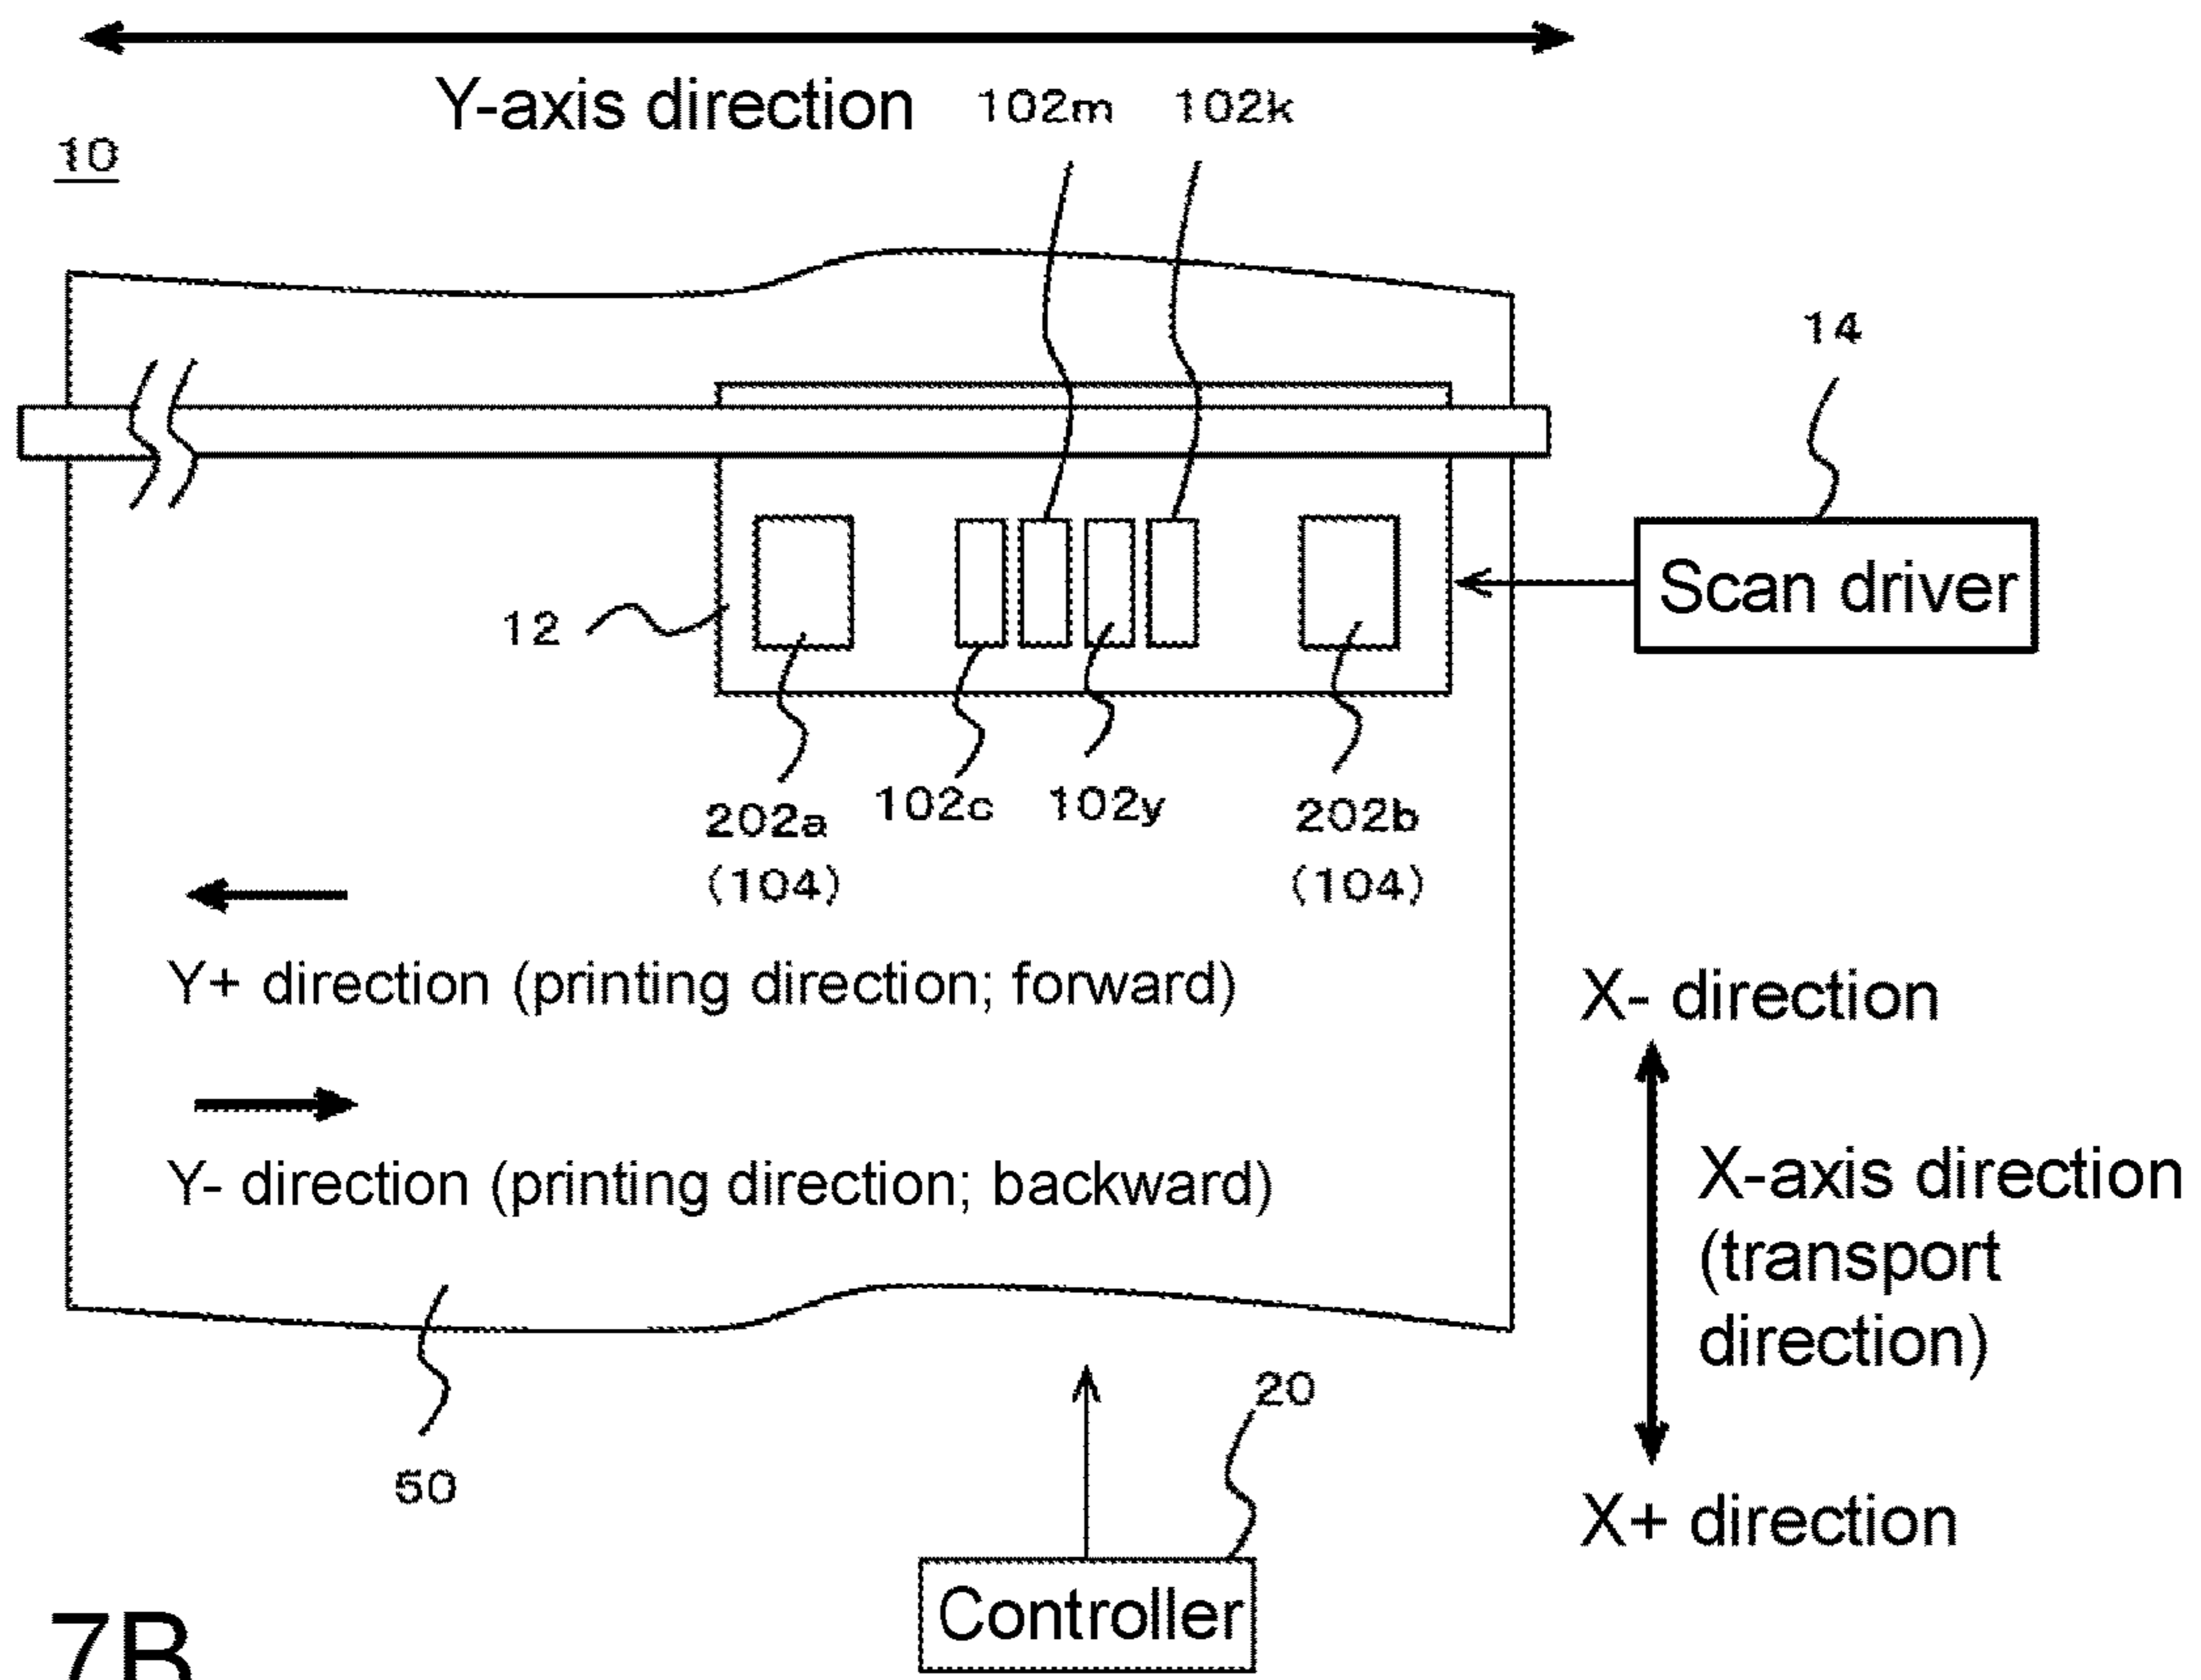 Y-axis direction
102m
102k
10
14
Scan driver
12
202a
(104)
102c
102y
202b
(104)
Y+ direction (printing direction; forward)
X- direction
Y- direction (printing direction; backward)
X-axis direction
(transport
direction)
20
50
X+ direction
Controller
7B